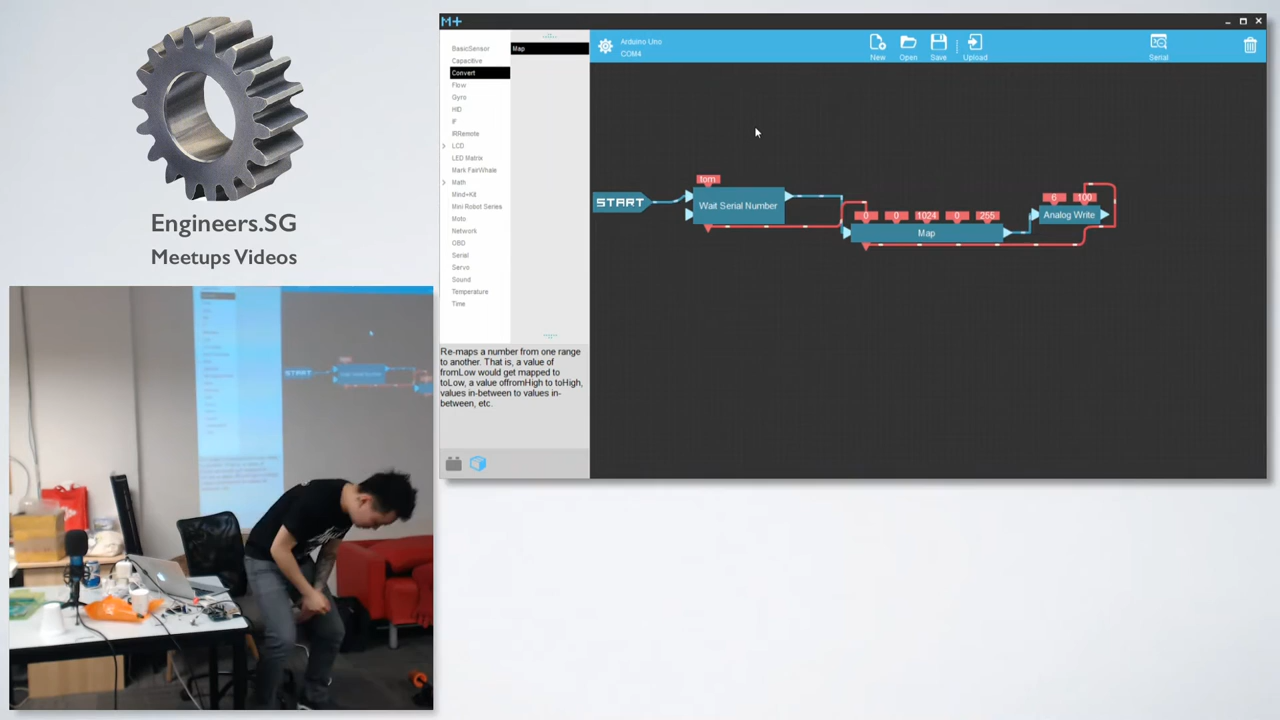 Engineers.SG
Meetups Videos
M+
BasicSensor
Capacitive
Convert
Flow
Gyro
HID
IF
IRRemote
LCD
LED Matrix
Mark FairWhale
Math
Mind+Kit
Mini Robot Series
Moto
Network
OBD
Serial
Servo
Sound
Temperature
Time
Map
Re-maps a number from one range
to another. That is, a value of
fromLow would get mapped to
toLow, a value offromHigh to toHigh,
values in-between to values in-
between, etc.
Arduino Uno
COM4
New
Open
Save
Upload
Serial
START
tom
Wait Serial Number
0 0 1024 0 255
Map
6 100
Analog Write
START